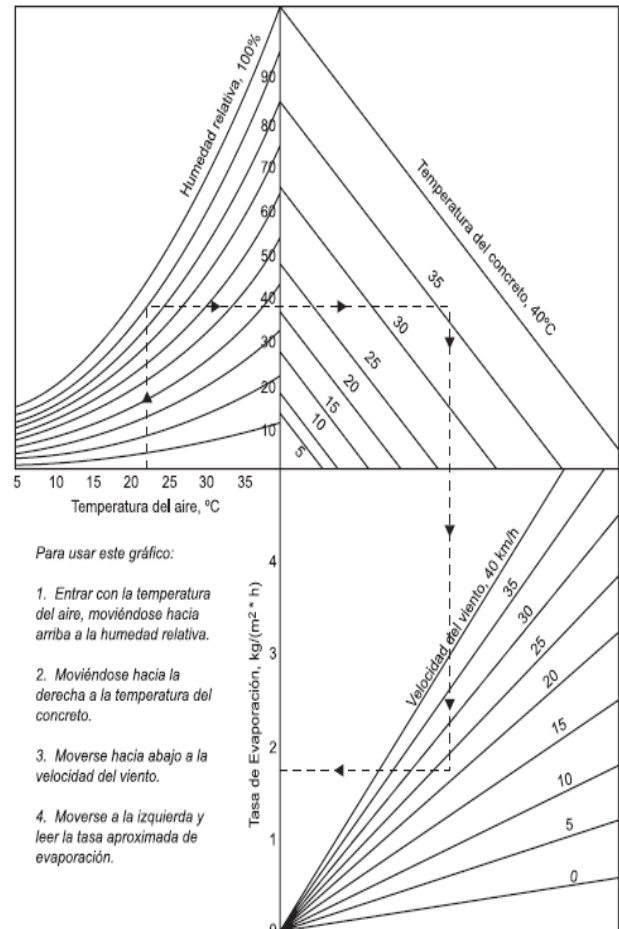 Humedad relativa, 100%
90
80
70
60
50
40
30
20
10
Temperatura del concreto, 40ºC
35
30
25
20
15
10
5
5 10 15 20 25 30 35
Temperatura del aire, ºC
Para usar este gráfico:
1. Entrar con la temperatura
del aire, moviéndose hacia
arriba a la humedad relativa.
2. Moviéndose hacia la
derecha a la temperatura del
concreto.
3. Moverse hacia abajo a la
velocidad del viento.
4. Moverse a la izquierda y
leer la tasa aproximada de
evaporación.
Tasa de Evaporación, kg/(m² * h)
4
3
2
1
0
Velocidad del viento, 40 km/h
35
30
25
20
15
10
5
0